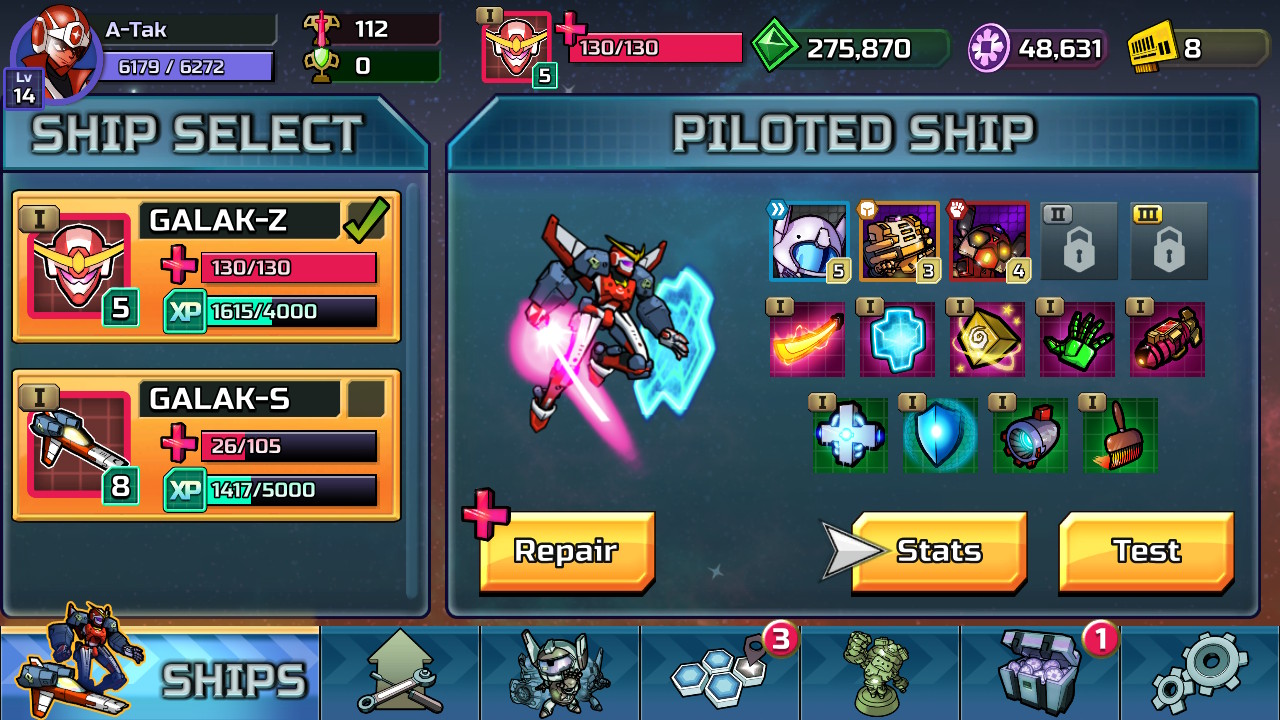 A-Tak
6179 / 6272
Lv
14
112
0
I
130/130
5
275,870
48,631
8
SHIP SELECT
PILOTED SHIP
I
GALAK-Z
130/130
5
XP
1615/4000
I
GALAK-S
26/105
8
XP
1417/5000
5
3
4
II
III
I
I
I
I
I
I
I
I
I
Repair
Stats
Test
SHIPS
3
1